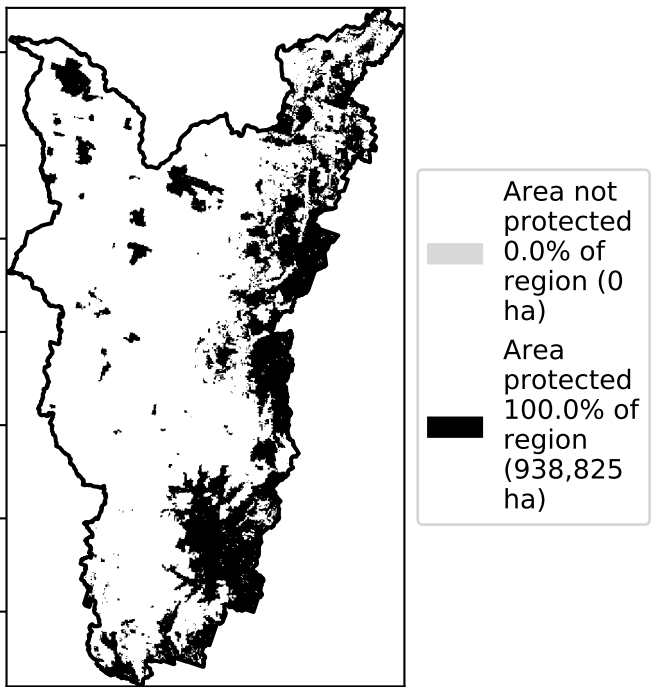 Area not
protected
0.0% of
region (0
ha)
Area
protected
100.0% of
region
(938,825
ha)